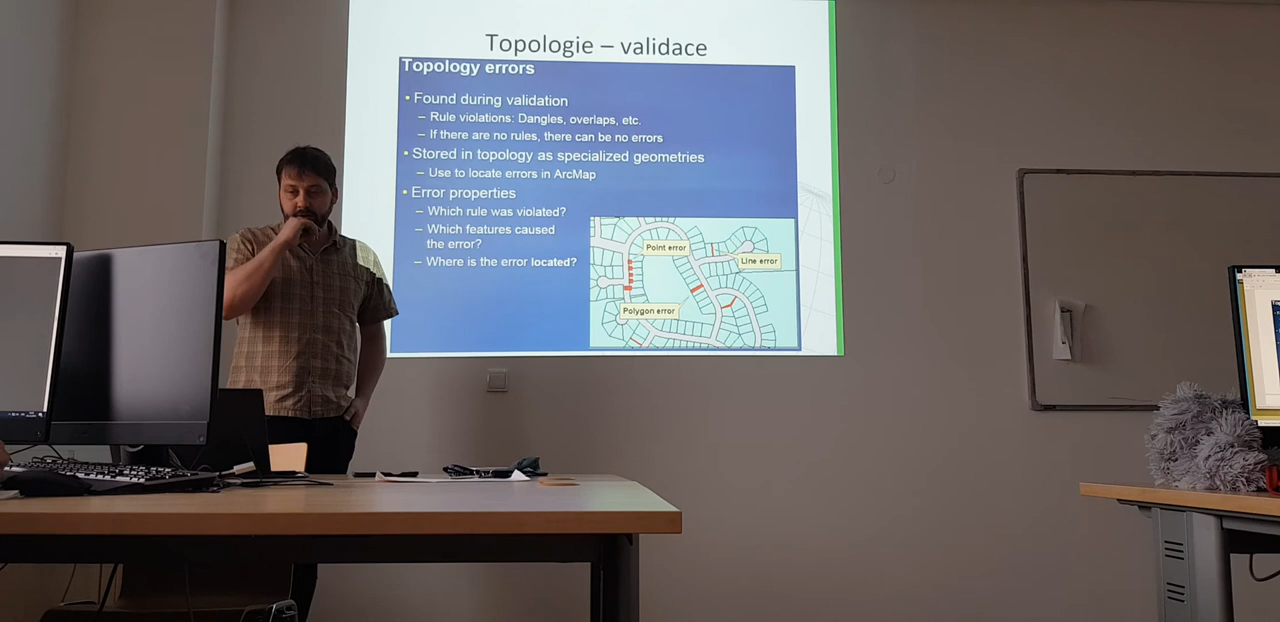 Topologie – validace
Topology errors
• Found during validation
– Rule violations: Dangles, overlaps, etc.
– If there are no rules, there can be no errors
• Stored in topology as specialized geometries
– Use to locate errors in ArcMap
• Error properties
– Which rule was violated?
– Which features caused
the error?
– Where is the error located?
Point error
Line error
Polygon error